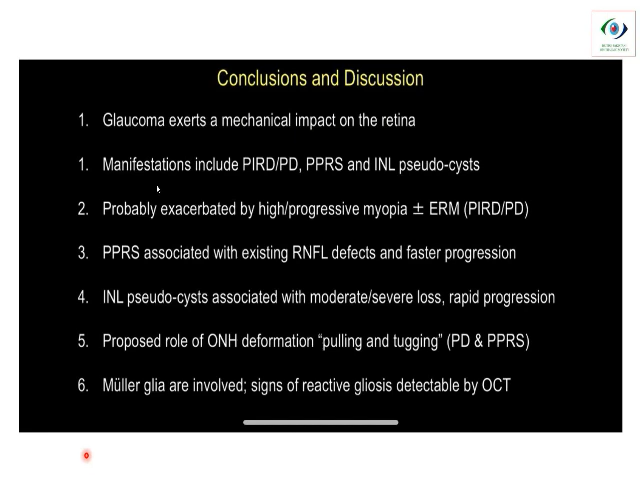 Conclusions and Discussion
1. Glaucoma exerts a mechanical impact on the retina
1. Manifestations include PIRD/PD, PPRS and INL pseudo-cysts
2. Probably exacerbated by high/progressive myopia ± ERM (PIRD/PD)
3. PPRS associated with existing RNFL defects and faster progression
4. INL pseudo-cysts associated with moderate/severe loss, rapid progression
5. Proposed role of ONH deformation “pulling and tugging” (PD & PPRS)
6. Müller glia are involved; signs of reactive gliosis detectable by OCT